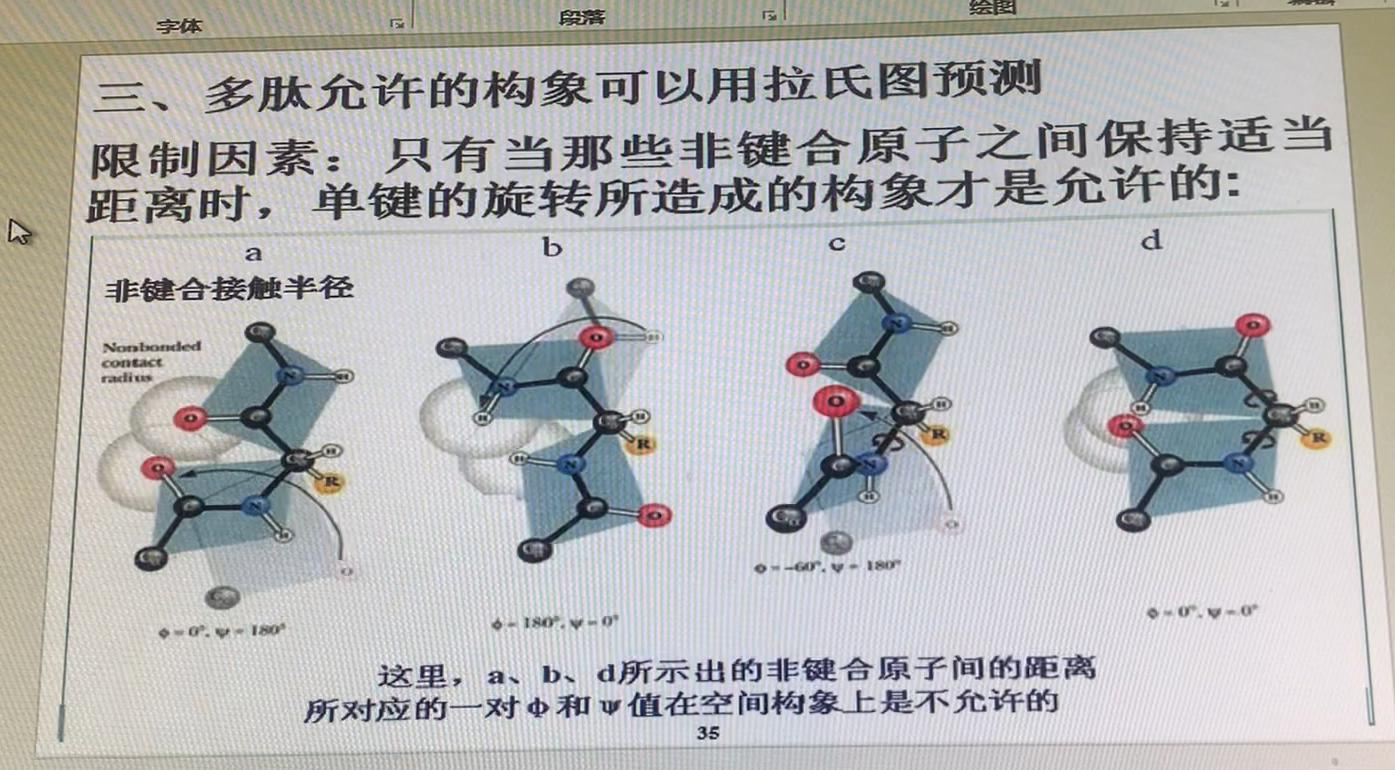 字体
段落
绘图
三、多肽允许的构象可以用拉氏图预测
限制因素：只有当那些非键合原子之间保持适当
距离时，单键的旋转所造成的构象才是允许的:
a
b
c
d
非键合接触半径
Nonbonded
contact
radius
N H
O
O
H
R
N
H
O
Φ = 0°, ψ = 180°
O H
N
H
H
R
H N
O
Φ = 180°, ψ = 0°
N H
O
O
H
R
N
H
O
Φ = -60°, ψ = 180°
O
N
H
O
H
R
N
H
Φ = 0°, ψ = 0°
这里，a、b、d所示出的非键合原子间的距离
所对应的一对Φ和Ψ值在空间构象上是不允许的
35